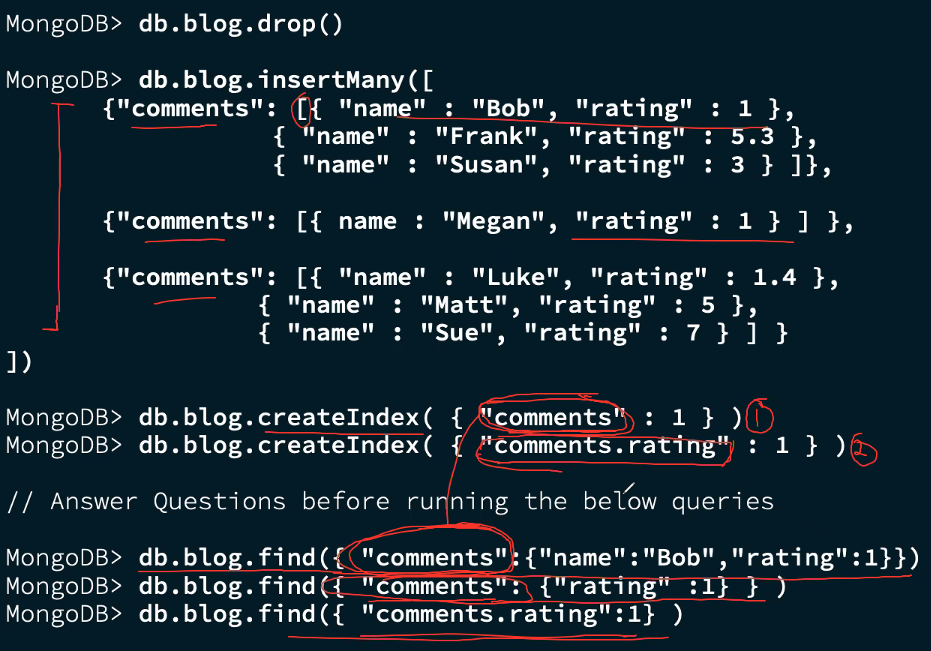 MongoDB> db.blog.drop()
MongoDB> db.blog.insertMany([
{"comments": [{ "name" : "Bob", "rating" : 1 },
{ "name" : "Frank", "rating" : 5.3 },
{ "name" : "Susan", "rating" : 3 } ]},
{"comments": [{ name : "Megan", "rating" : 1 } ] },
{"comments": [{ "name" : "Luke", "rating" : 1.4 },
{ "name" : "Matt", "rating" : 5 },
{ "name" : "Sue", "rating" : 7 } ] }
])
MongoDB> db.blog.createIndex( { "comments" : 1 } ) 1
MongoDB> db.blog.createIndex( { "comments.rating" : 1 } ) 2
// Answer Questions before running the below queries
MongoDB> db.blog.find({ "comments":{"name":"Bob","rating":1}})
MongoDB> db.blog.find({ "comments": {"rating" :1} } )
MongoDB> db.blog.find({ "comments.rating":1} )